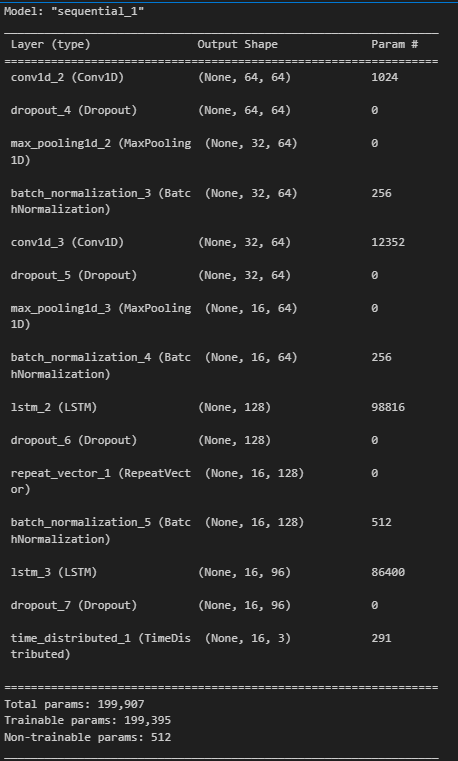 Model: "sequential_1"
_________________________________________________________________
Layer (type) Output Shape Param #
=================================================================
conv1d_2 (Conv1D) (None, 64, 64) 1024
dropout_4 (Dropout) (None, 64, 64) 0
max_pooling1d_2 (MaxPooling (None, 32, 64) 0
1D)
batch_normalization_3 (Batc (None, 32, 64) 256
hNormalization)
conv1d_3 (Conv1D) (None, 32, 64) 12352
dropout_5 (Dropout) (None, 32, 64) 0
max_pooling1d_3 (MaxPooling (None, 16, 64) 0
1D)
batch_normalization_4 (Batc (None, 16, 64) 256
hNormalization)
lstm_2 (LSTM) (None, 128) 98816
dropout_6 (Dropout) (None, 128) 0
repeat_vector_1 (RepeatVect (None, 16, 128) 0
or)
batch_normalization_5 (Batc (None, 16, 128) 512
hNormalization)
lstm_3 (LSTM) (None, 16, 96) 86400
dropout_7 (Dropout) (None, 16, 96) 0
time_distributed_1 (TimeDis (None, 16, 3) 291
tributed)
=================================================================
Total params: 199,907
Trainable params: 199,395
Non-trainable params: 512
_________________________________________________________________